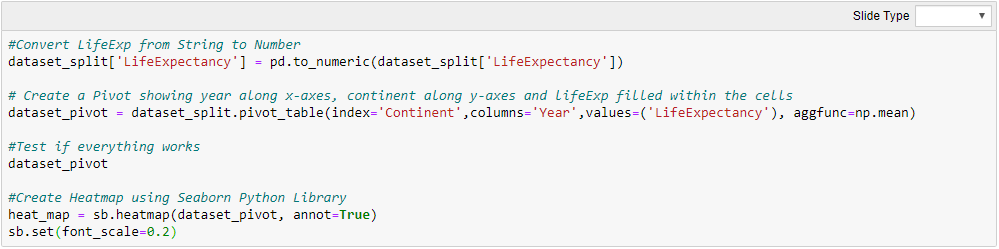 Slide Type
#Convert LifeExp from String to Number
dataset_split['LifeExpectancy'] = pd.to_numeric(dataset_split['LifeExpectancy'])
# Create a Pivot showing year along x-axes, continent along y-axes and lifeExp filled within the cells
dataset_pivot = dataset_split.pivot_table(index='Continent',columns='Year',values=('LifeExpectancy'), aggfunc=np.mean)
#Test if everything works
dataset_pivot
#Create Heatmap using Seaborn Python Library
heat_map = sb.heatmap(dataset_pivot, annot=True)
sb.set(font_scale=0.2)